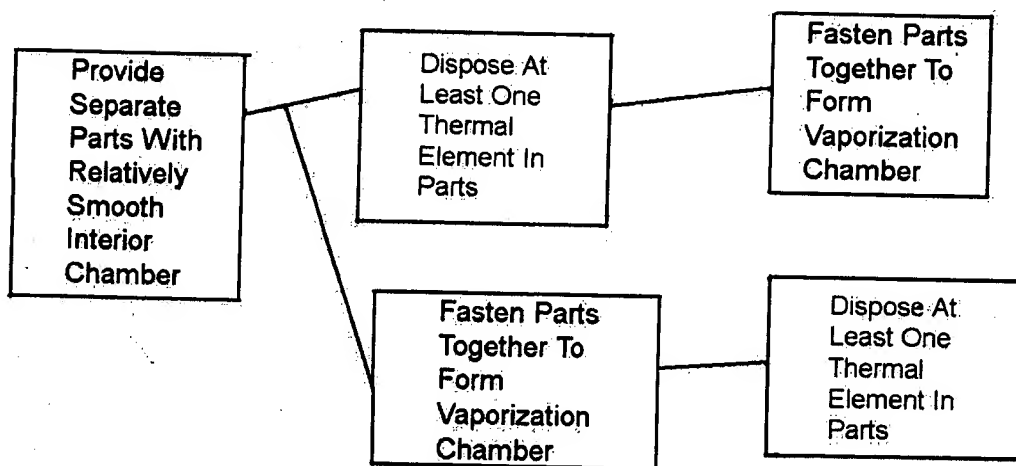 Provide
Separate
Parts With
Relatively
Smooth
Interior
Chamber
Dispose At
Least One
Thermal
Element In
Parts
Fasten Parts
Together To
Form
Vaporization
Chamber
Fasten Parts
Together To
Form
Vaporization
Chamber
Dispose At
Least One
Thermal
Element In
Parts